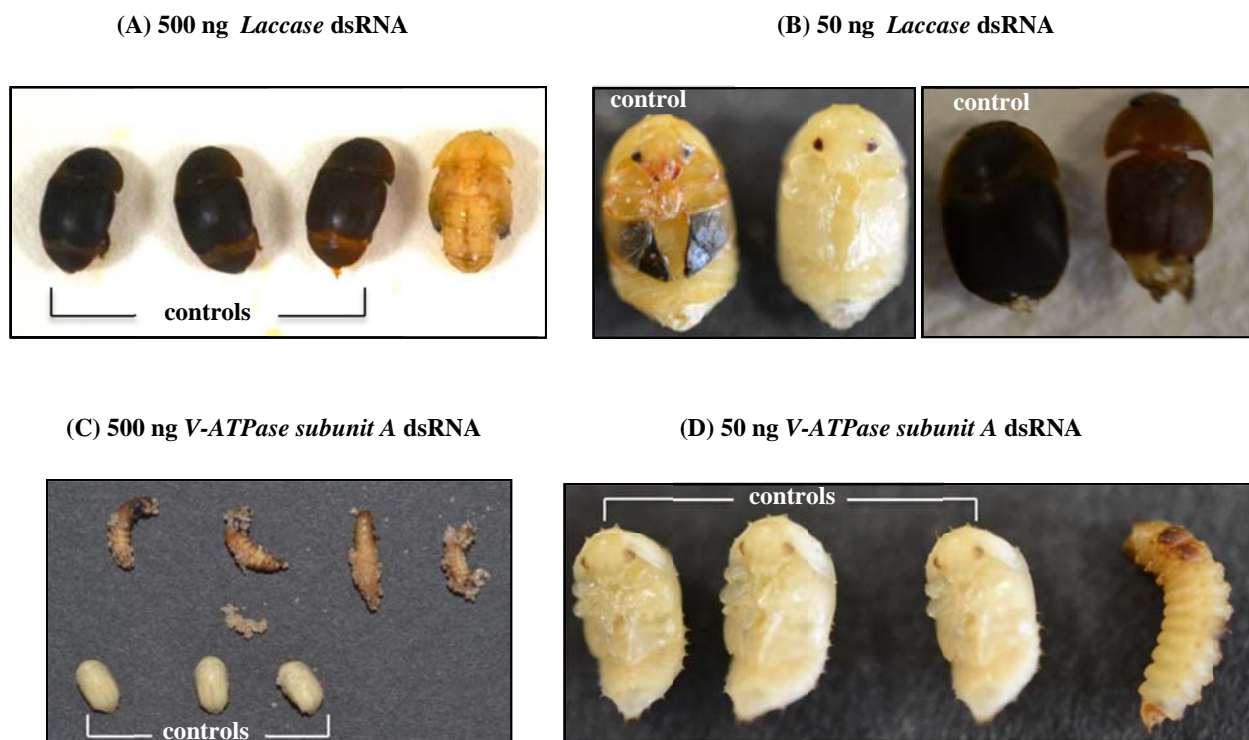 (A) 500 ng Laccase dsRNA
(B) 50 ng Laccase dsRNA
controls
control
control
(C) 500 ng V-ATPase subunit A dsRNA
(D) 50 ng V-ATPase subunit A dsRNA
controls
controls